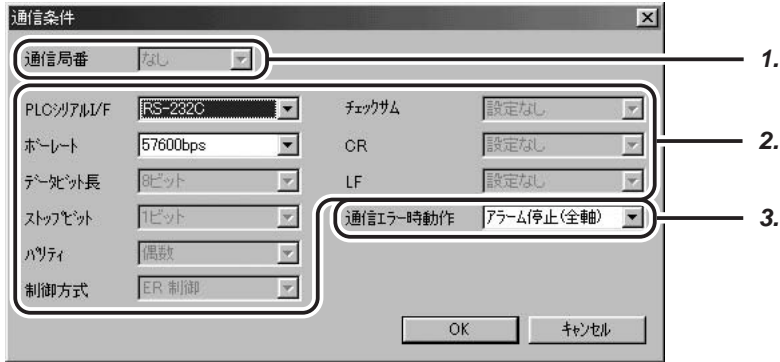 通信条件
通信局番 なし 1.
PLCｼﾘｱﾙI/F RS-232C
ﾎﾞｰﾚｰﾄ 57600bps
ﾃﾞｰﾀﾋﾞｯﾄ長 8ﾋﾞｯﾄ
ｽﾄｯﾌﾟﾋﾞｯﾄ 1ﾋﾞｯﾄ
ﾊﾟﾘﾃｨ 偶数
制御方式 ER 制御
ﾁｪｯｸｻﾑ 設定なし
CR 設定なし 2.
LF 設定なし
通信ｴﾗｰ時動作 ｱﾗｰﾑ停止(全軸) 3.
OK ｷｬﾝｾﾙ